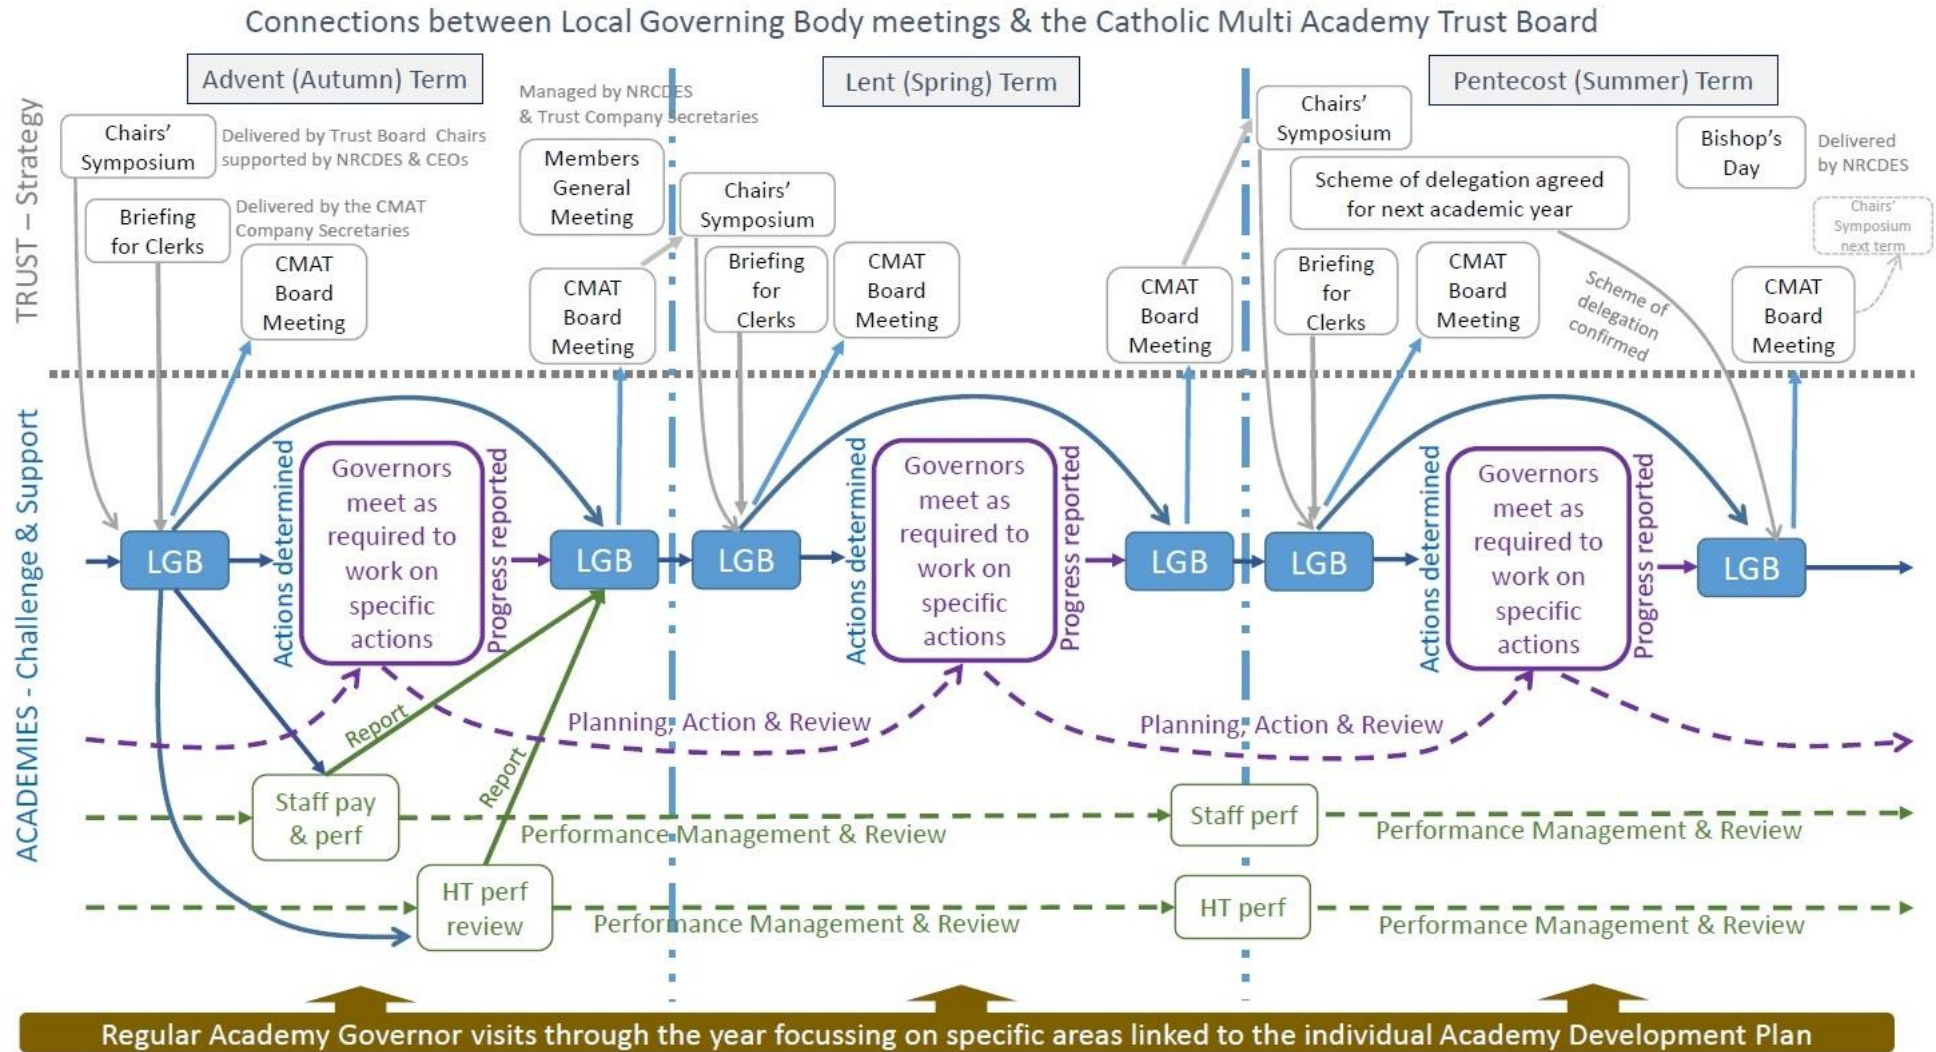 Connections between Local Governing Body meetings & the Catholic Multi Academy Trust Board
Advent (Autumn) Term
Lent (Spring) Term
Pentecost (Summer) Term
TRUST – Strategy
Chairs’
Symposium
Delivered by Trust Board Chairs
supported by NRCDES & CEOs
Briefing
for Clerks
Delivered by the CMAT
Company Secretaries
CMAT
Board
Meeting
Managed by NRCDES
& Trust Company Secretaries
Members
General
Meeting
CMAT
Board
Meeting
Chairs’
Symposium
Briefing
for
Clerks
CMAT
Board
Meeting
CMAT
Board
Meeting
Chairs’
Symposium
Scheme of delegation agreed
for next academic year
Briefing
for
Clerks
CMAT
Board
Meeting
Scheme of
delegation
confirmed
Bishop’s
Day
Delivered
by NRCDES
Chairs’
Symposium
next term
CMAT
Board
Meeting
ACADEMIES - Challenge & Support
LGB
Actions determined
Governors
meet as
required to
work on
specific
actions
Progress reported
LGB
LGB
Actions determined
Governors
meet as
required to
work on
specific
actions
Progress reported
LGB
LGB
Actions determined
Governors
meet as
required to
work on
specific
actions
Progress reported
LGB
Report
Report
Planning, Action & Review
Planning, Action & Review
Staff pay
& perf
Performance Management & Review
Staff perf
Performance Management & Review
HT perf
review
Performance Management & Review
HT perf
Performance Management & Review
Regular Academy Governor visits through the year focussing on specific areas linked to the individual Academy Development Plan